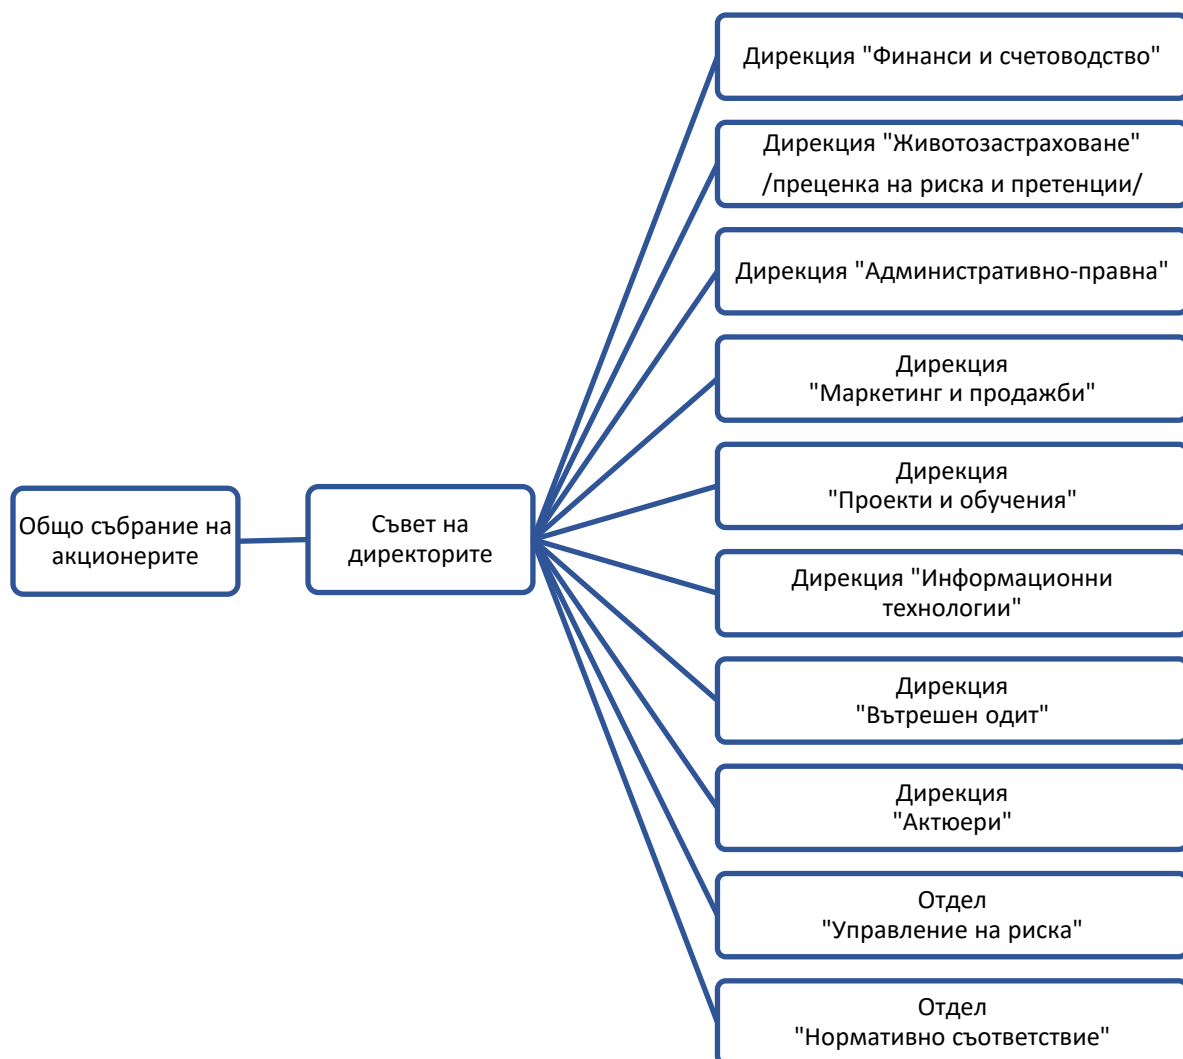 Дирекция "Финанси и счетоводство"
Дирекция "Животозастраховане"
/преценка на риска и претенции/
Дирекция "Административно-правна"
Дирекция
"Маркетинг и продажби"
Дирекция
"Проекти и обучения"
Общо събрание на
акционерите
Съвет на
директорите
Дирекция "Информационни
технологии"
Дирекция
"Вътрешен одит"
Дирекция
"Актюери"
Отдел
"Управление на риска"
Отдел
"Нормативно съответствие"